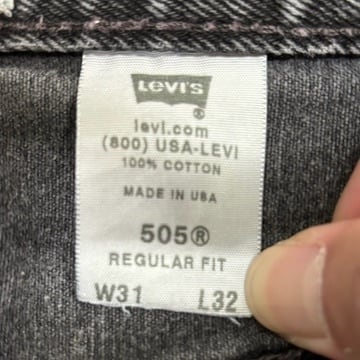 LEVI'S
®
levi.com
(800) USA-LEVI
100% COTTON
MADE IN USA
505®
REGULAR FIT
W31 L32